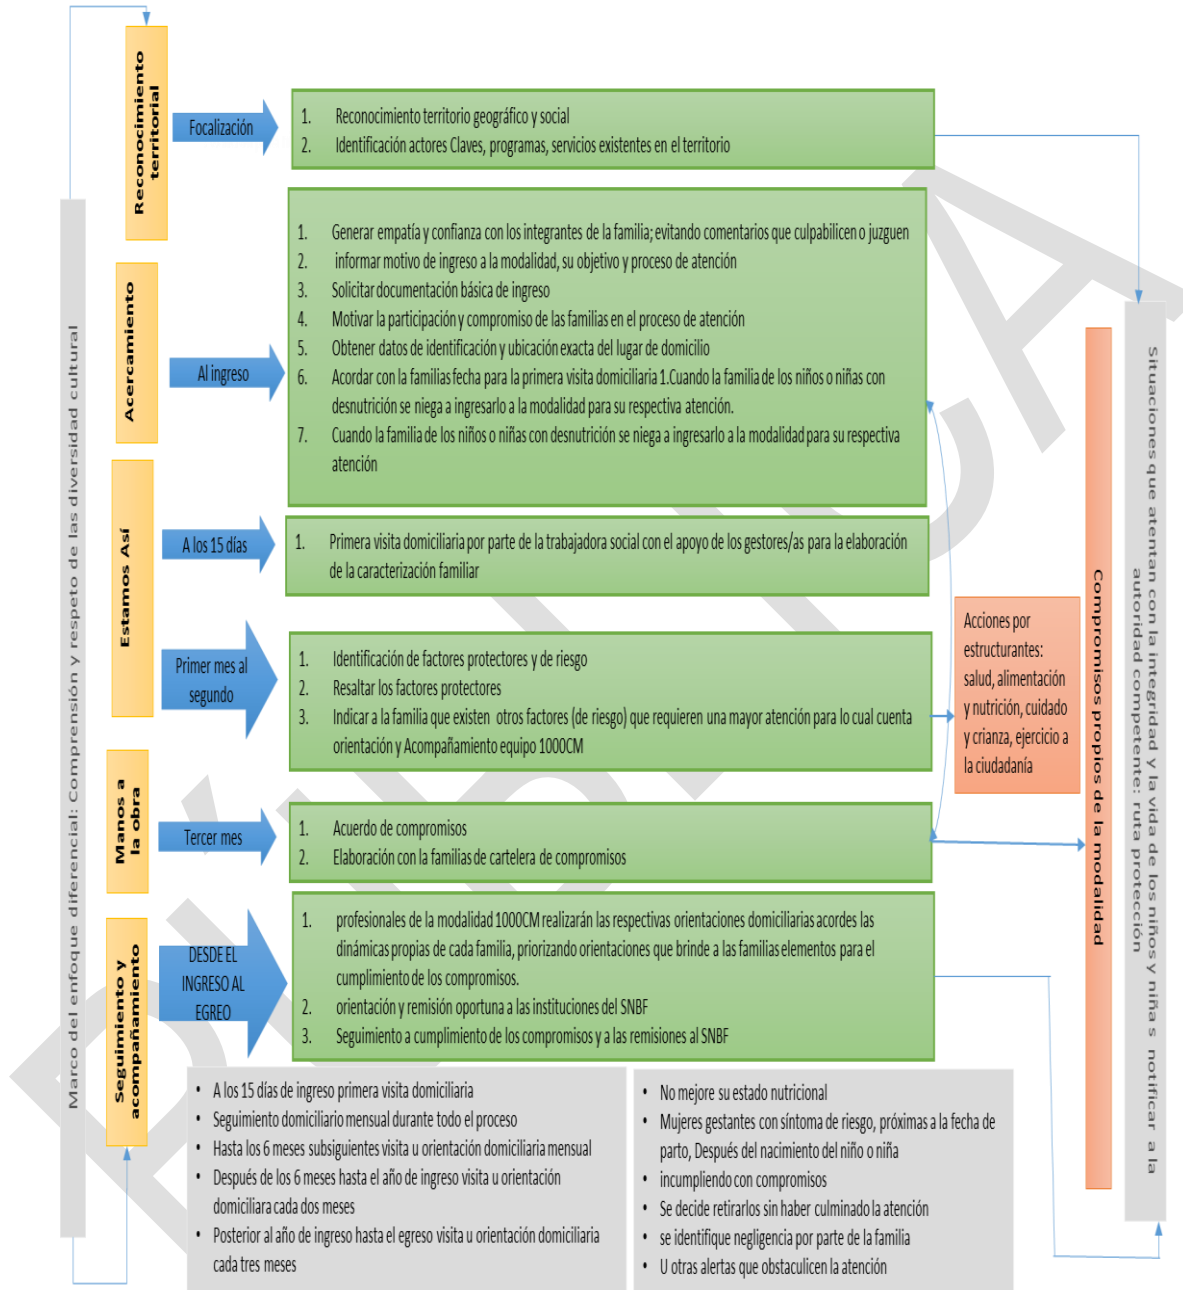 Marco del enfoque diferencial: Comprensión y respeto de las diversidad cultural
Reconocimiento
territorial
Focalización
1. Reconocimiento territorio geográfico y social
2. Identificación actores Claves, programas, servicios existentes en el territorio
Acercamiento
Al ingreso
1. Generar empatía y confianza con los integrantes de la familia; evitando comentarios que culpabilicen o juzguen
2. informar motivo de ingreso a la modalidad, su objetivo y proceso de atención
3. Solicitar documentación básica de ingreso
4. Motivar la participación y compromiso de las familias en el proceso de atención
5. Obtener datos de identificación y ubicación exacta del lugar de domicilio
6. Acordar con la familias fecha para la primera visita domiciliaria 1.Cuando la familia de los niños o niñas con
desnutrición se niega a ingresarlo a la modalidad para su respectiva atención.
7. Cuando la familia de los niños o niñas con desnutrición se niega a ingresarlo a la modalidad para su respectiva
atención
Estamos Así
A los 15 días
1. Primera visita domiciliaria por parte de la trabajadora social con el apoyo de los gestores/as para la elaboración
de la caracterización familiar
Primer mes al
segundo
1. Identificación de factores protectores y de riesgo
2. Resaltar los factores protectores
3. Indicar a la familia que existen otros factores (de riesgo) que requieren una mayor atención para lo cual cuenta
orientación y Acompañamiento equipo 1000CM
Acciones por
estructurantes:
salud, alimentación
y nutrición, cuidado
y crianza, ejercicio a
la ciudadanía
Manos a
la obra
Tercer mes
1. Acuerdo de compromisos
2. Elaboración con la familias de cartelera de compromisos
Seguimiento y
acompañamiento
DESDE EL
INGRESO AL
EGREO
1. profesionales de la modalidad 1000CM realizarán las respectivas orientaciones domiciliarias acordes las
dinámicas propias de cada familia, priorizando orientaciones que brinde a las familias elementos para el
cumplimiento de los compromisos.
2. orientación y remisión oportuna a las instituciones del SNBF
3. Seguimiento a cumplimiento de los compromisos y a las remisiones al SNBF
• A los 15 días de ingreso primera visita domiciliaria
• Seguimiento domiciliario mensual durante todo el proceso
• Hasta los 6 meses subsiguientes visita u orientación domiciliaria mensual
• Después de los 6 meses hasta el año de ingreso visita u orientación
domiciliara cada dos meses
• Posterior al año de ingreso hasta el egreso visita u orientación domiciliaria
cada tres meses
• No mejore su estado nutricional
• Mujeres gestantes con síntoma de riesgo, próximas a la fecha de
parto, Después del nacimiento del niño o niña
• incumpliendo con compromisos
• Se decide retirarlos sin haber culminado la atención
• se identifique negligencia por parte de la familia
• U otras alertas que obstaculicen la atención
Compromisos propios de la modalidad
Situaciones que atentan con la integridad y la vida de los niños y niñas notificar a la
autoridad competente: ruta protección
PÚBLICA